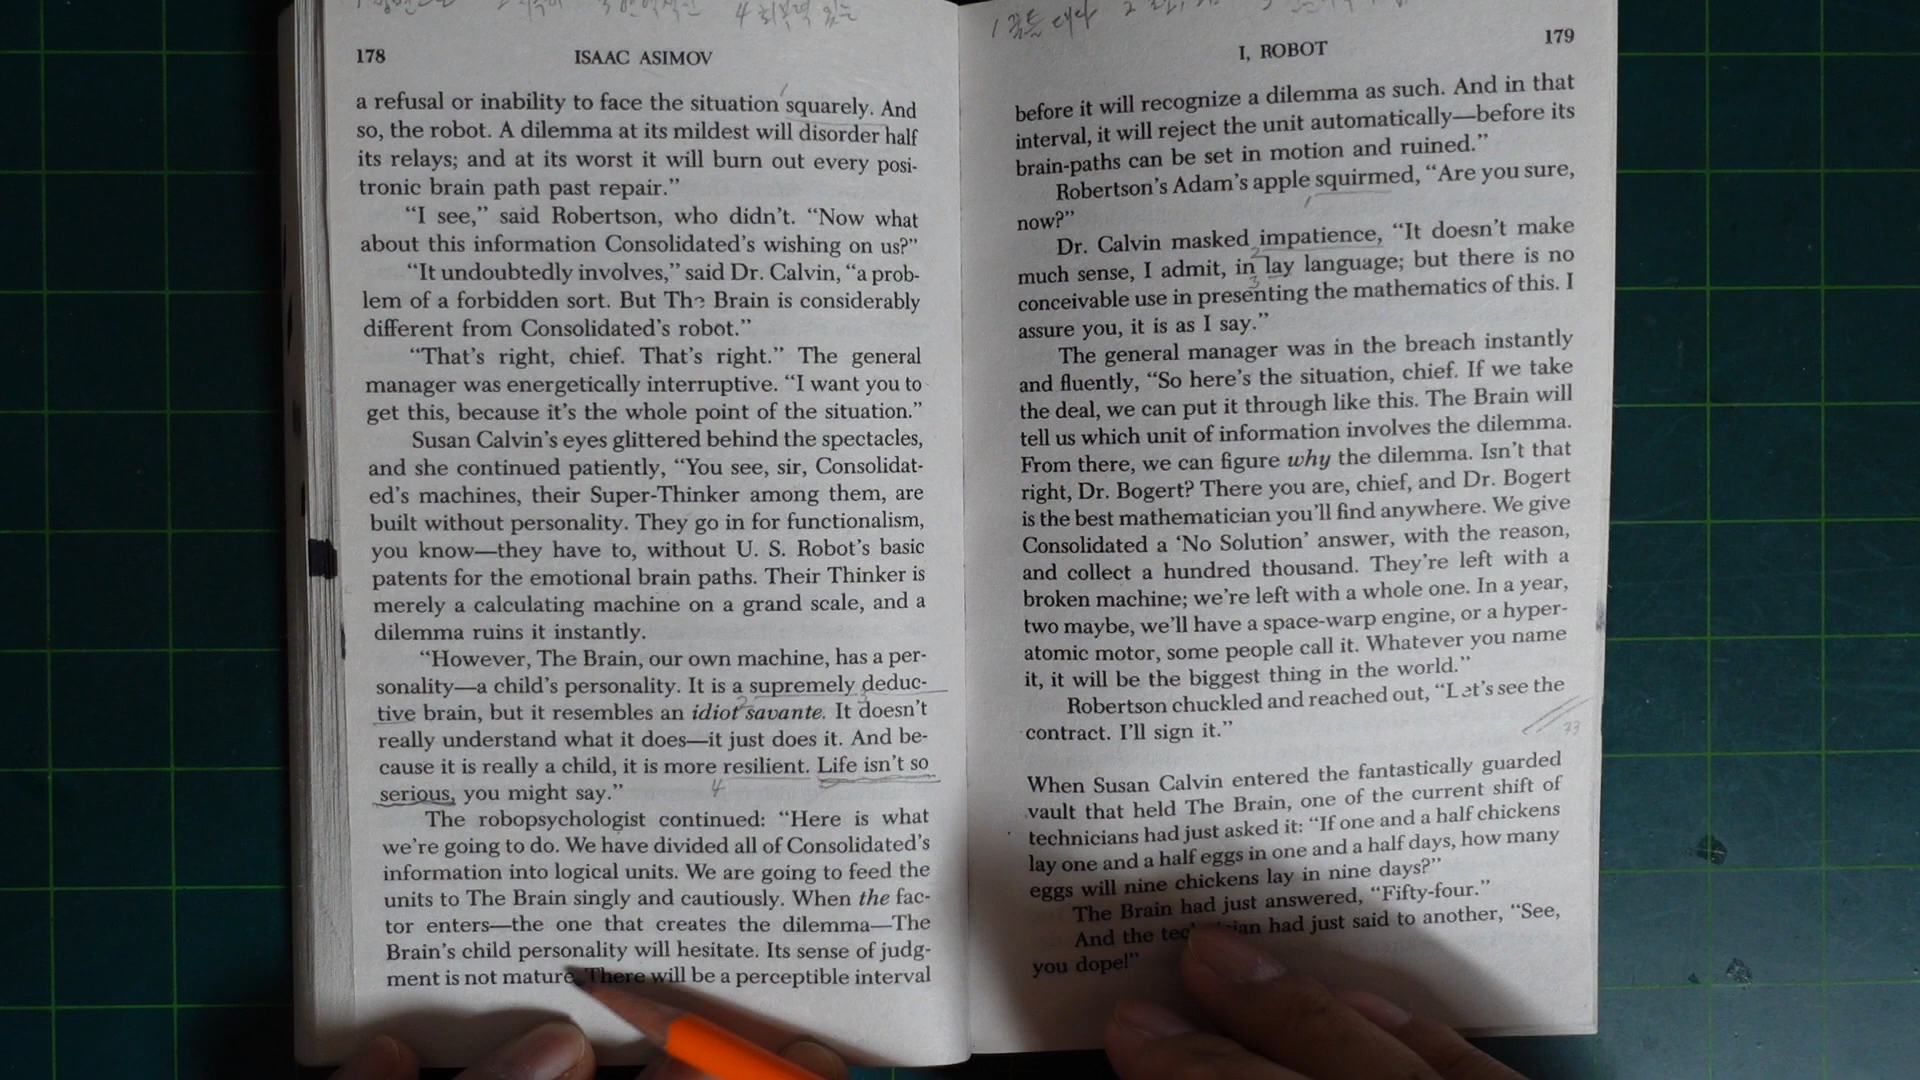 4 회복력 있는
178
ISAAC ASIMOV
a refusal or inability to face the situation squarely. And
so, the robot. A dilemma at its mildest will disorder half
its relays; and at its worst it will burn out every posi-
tronic brain path past repair.”
“I see,” said Robertson, who didn’t. “Now what
about this information Consolidated’s wishing on us?”
“It undoubtedly involves,” said Dr. Calvin, “a prob-
lem of a forbidden sort. But The Brain is considerably
different from Consolidated’s robot.”
“That’s right, chief. That’s right.” The general
manager was energetically interruptive. “I want you to
get this, because it’s the whole point of the situation.”
Susan Calvin’s eyes glittered behind the spectacles,
and she continued patiently, “You see, sir, Consolidat-
ed’s machines, their Super-Thinker among them, are
built without personality. They go in for functionalism,
you know—they have to, without U. S. Robot’s basic
patents for the emotional brain paths. Their Thinker is
merely a calculating machine on a grand scale, and a
dilemma ruins it instantly.
“However, The Brain, our own machine, has a per-
sonality—a child’s personality. It is a supremely deduc-
tive brain, but it resembles an idiot savante. It doesn’t
really understand what it does—it just does it. And be-
cause it is really a child, it is more resilient. Life isn’t so
serious, you might say.”
4
The robopsychologist continued: “Here is what
we’re going to do. We have divided all of Consolidated’s
information into logical units. We are going to feed the
units to The Brain singly and cautiously. When the fac-
tor enters—the one that creates the dilemma—The
Brain’s child personality will hesitate. Its sense of judg-
ment is not mature. There will be a perceptible interval
I, ROBOT
179
before it will recognize a dilemma as such. And in that
interval, it will reject the unit automatically—before its
brain-paths can be set in motion and ruined.”
Robertson’s Adam’s apple squirmed, “Are you sure,
now?”
Dr. Calvin masked impatience, “It doesn’t make
much sense, I admit, in lay language; but there is no
conceivable use in presenting the mathematics of this. I
assure you, it is as I say.”
The general manager was in the breach instantly
and fluently, “So here’s the situation, chief. If we take
the deal, we can put it through like this. The Brain will
tell us which unit of information involves the dilemma.
From there, we can figure why the dilemma. Isn’t that
right, Dr. Bogert? There you are, chief, and Dr. Bogert
is the best mathematician you’ll find anywhere. We give
Consolidated a ‘No Solution’ answer, with the reason,
and collect a hundred thousand. They’re left with a
broken machine; we’re left with a whole one. In a year,
two maybe, we’ll have a space-warp engine, or a hyper-
atomic motor, some people call it. Whatever you name
it, it will be the biggest thing in the world.”
Robertson chuckled and reached out, “Let’s see the
contract. I’ll sign it.”
When Susan Calvin entered the fantastically guarded
vault that held The Brain, one of the current shift of
technicians had just asked it: “If one and a half chickens
lay one and a half eggs in one and a half days, how many
eggs will nine chickens lay in nine days?”
The Brain had just answered, “Fifty-four.”
And the technician had just said to another, “See,
you dope!”